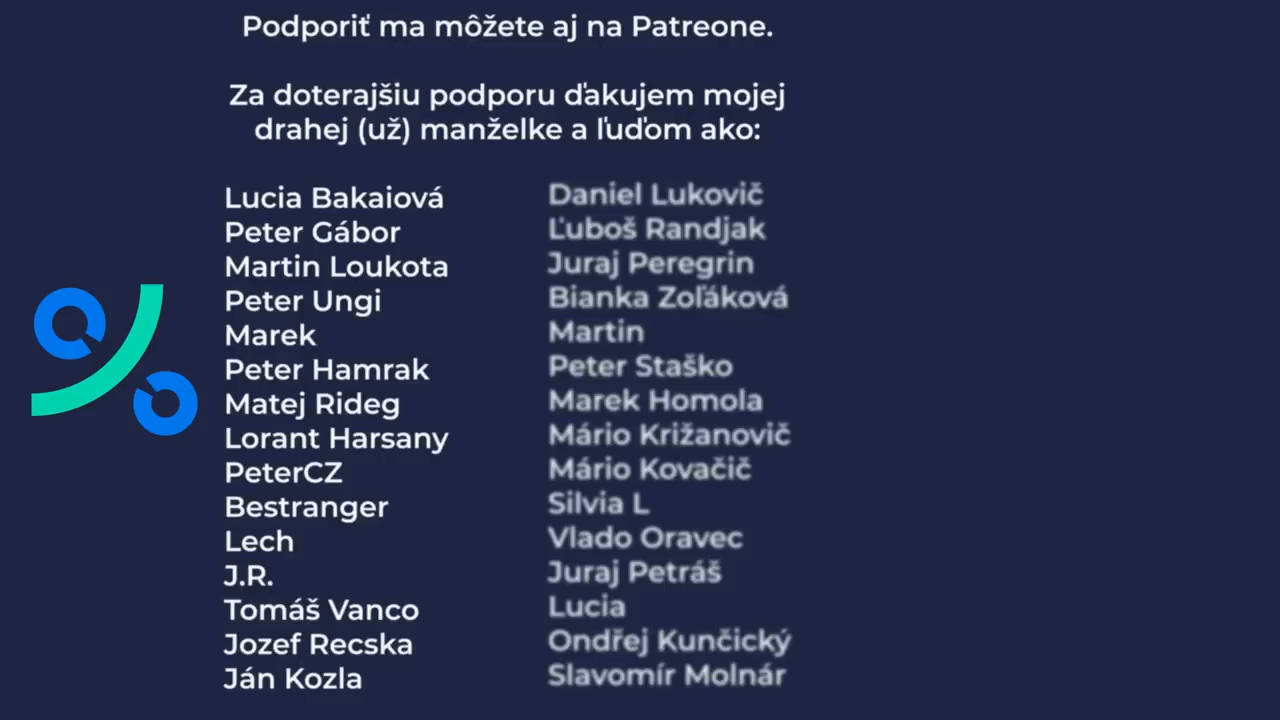 Podporiť ma môžete aj na Patreone.
Za doterajšiu podporu ďakujem mojej
drahej (už) manželke a ľuďom ako:
Lucia Bakaiová
Peter Gábor
Martin Loukota
Peter Ungi
Marek
Peter Hamrak
Matej Rideg
Lorant Harsany
PeterCZ
Bestranger
Lech
J.R.
Tomáš Vanco
Jozef Recska
Ján Kozla
Daniel Lukovič
Ľuboš Randjak
Juraj Peregrin
Bianka Zoľáková
Martin
Peter Staško
Marek Homola
Mário Križanovič
Mário Kovačič
Silvia L
Vlado Oravec
Juraj Petráš
Lucia
Ondřej Kunčický
Slavomír Molnár